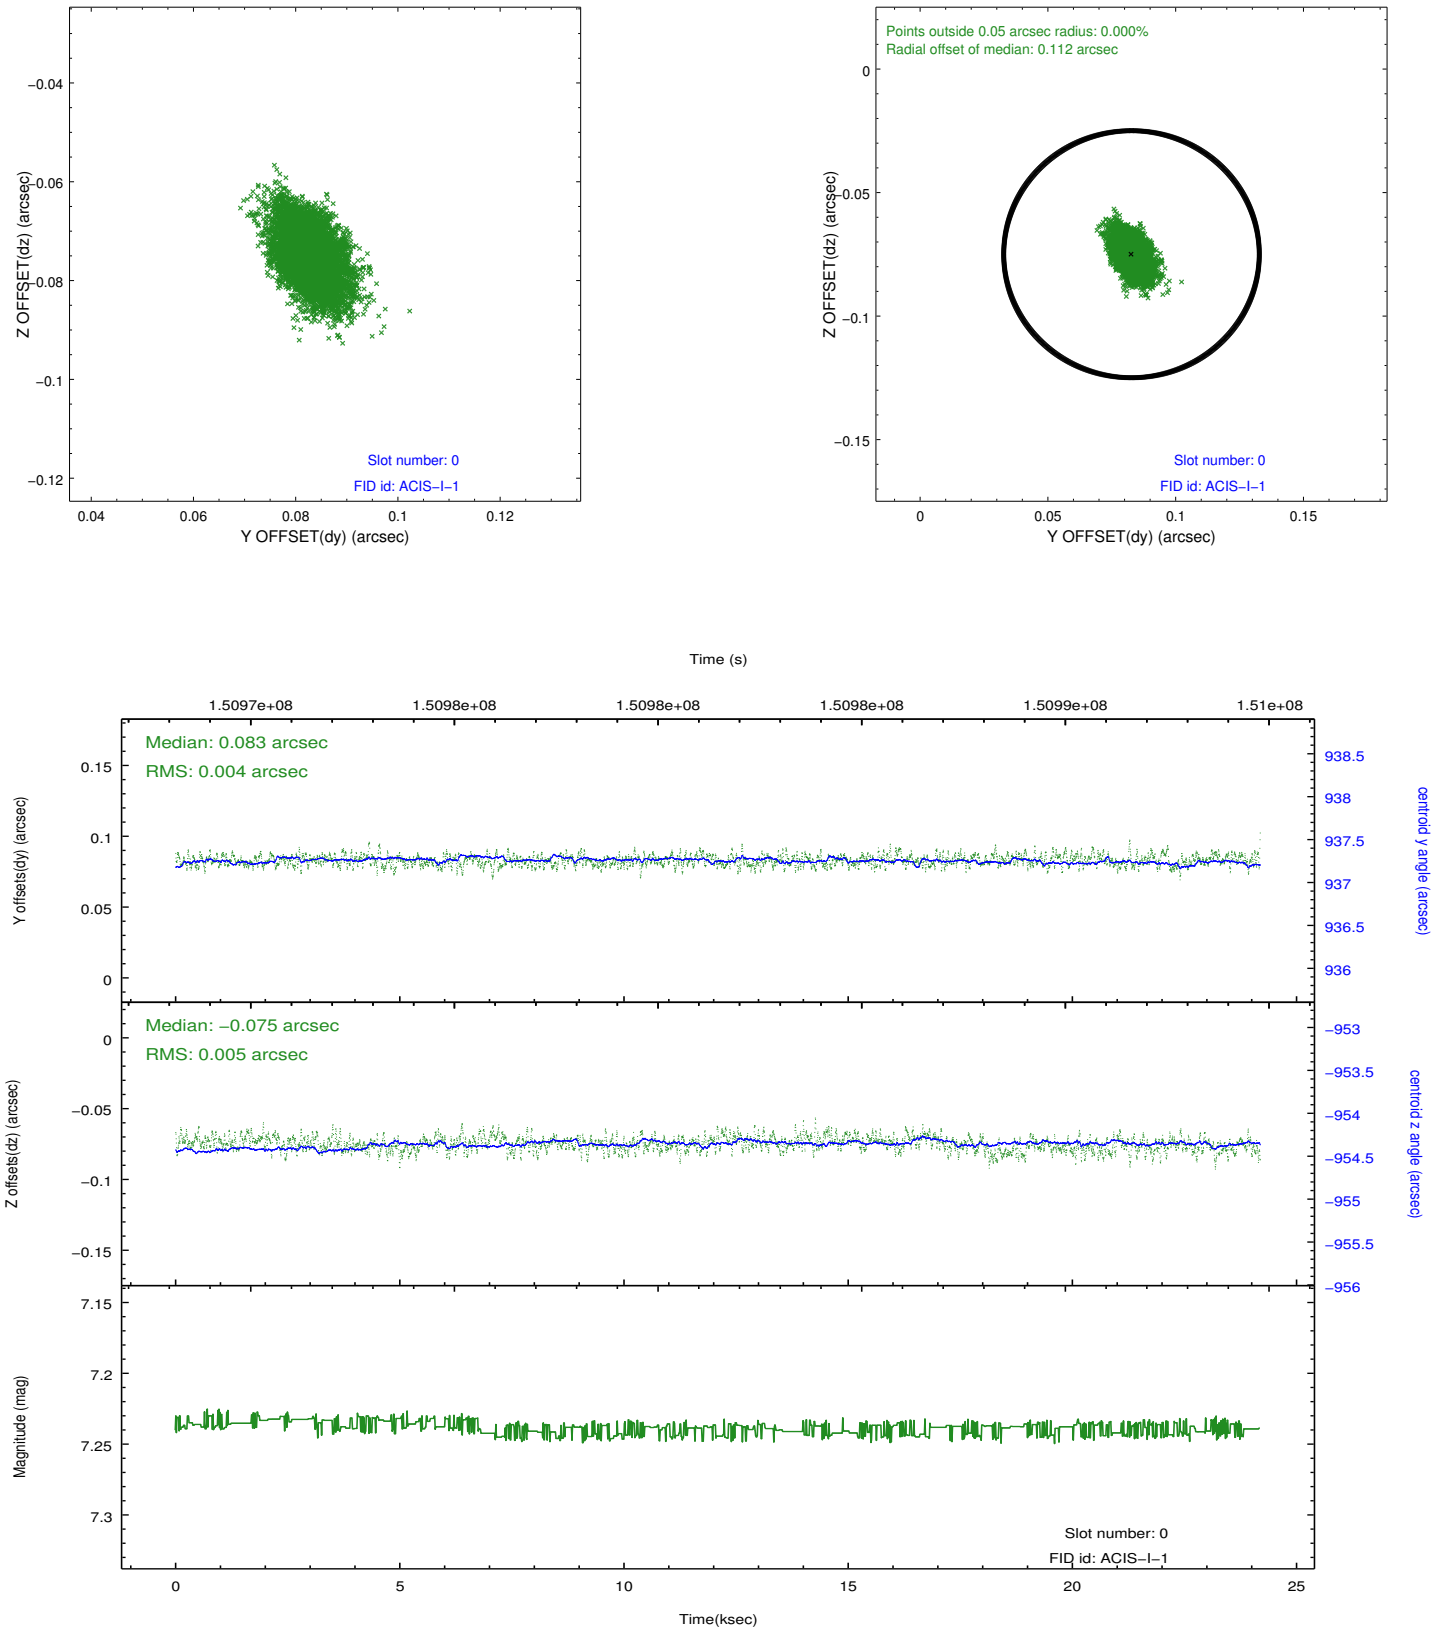 −0.04
−0.06
−0.08
−0.1
−0.12
Z OFFSET(dz) (arcsec)
Slot number: 0
FID id: ACIS−I−1
0.04 0.06 0.08 0.1 0.12
Y OFFSET(dy) (arcsec)
Points outside 0.05 arcsec radius: 0.000%
Radial offset of median: 0.112 arcsec
0
−0.05
−0.1
−0.15
Z OFFSET(dz) (arcsec)
Slot number: 0
FID id: ACIS−I−1
0 0.05 0.1 0.15
Y OFFSET(dy) (arcsec)
Time (s)
1.5097e+08 1.5098e+08 1.5098e+08 1.5098e+08 1.5099e+08 1.51e+08
Median: 0.083 arcsec
RMS: 0.004 arcsec
0.15
0.1
0.05
0
Y offsets(dy) (arcsec)
938.5
938
937.5
937
936.5
936
centroid y angle (arcsec)
Median: −0.075 arcsec
RMS: 0.005 arcsec
0
−0.05
−0.1
−0.15
Z offsets(dz) (arcsec)
−953
−953.5
−954
−954.5
−955
−955.5
−956
centroid z angle (arcsec)
7.15
7.2
7.25
7.3
Magnitude (mag)
Slot number: 0
FID id: ACIS−I−1
0 5 10 15 20 25
Time(ksec)